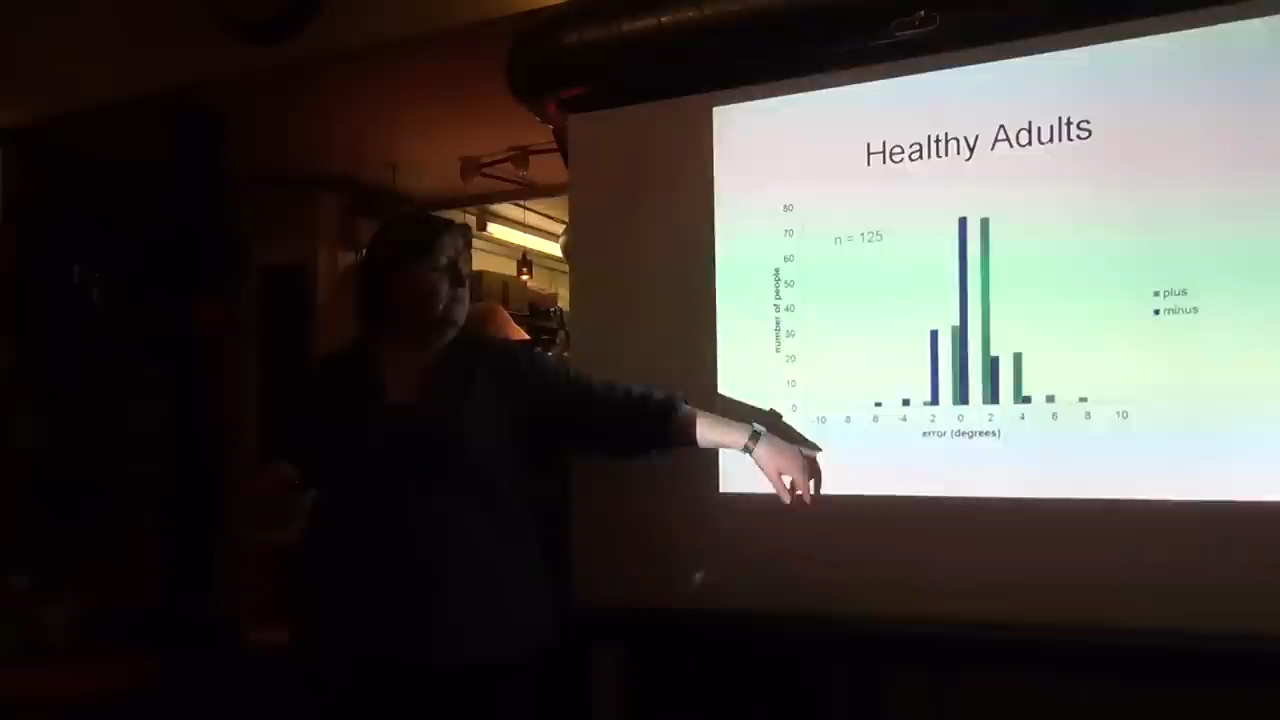 Healthy Adults
80
70
60
50
40
30
20
10
0
n = 125
number of people
plus
minus
-10 8 6 -4 -2 0 2 4 6 8 10
error (degrees)